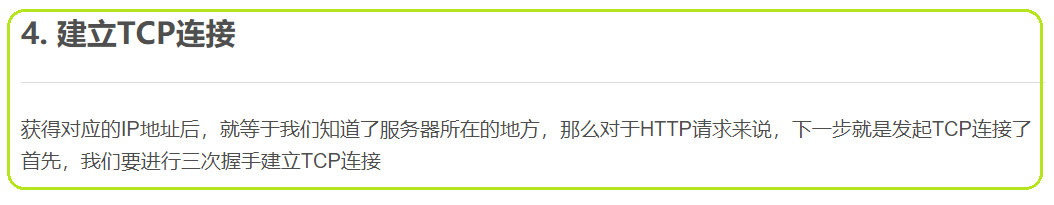 4. 建立TCP连接
获得对应的IP地址后，就等于我们知道了服务器所在的地方，那么对于HTTP请求来说，下一步就是发起TCP连接了
首先，我们要进行三次握手建立TCP连接